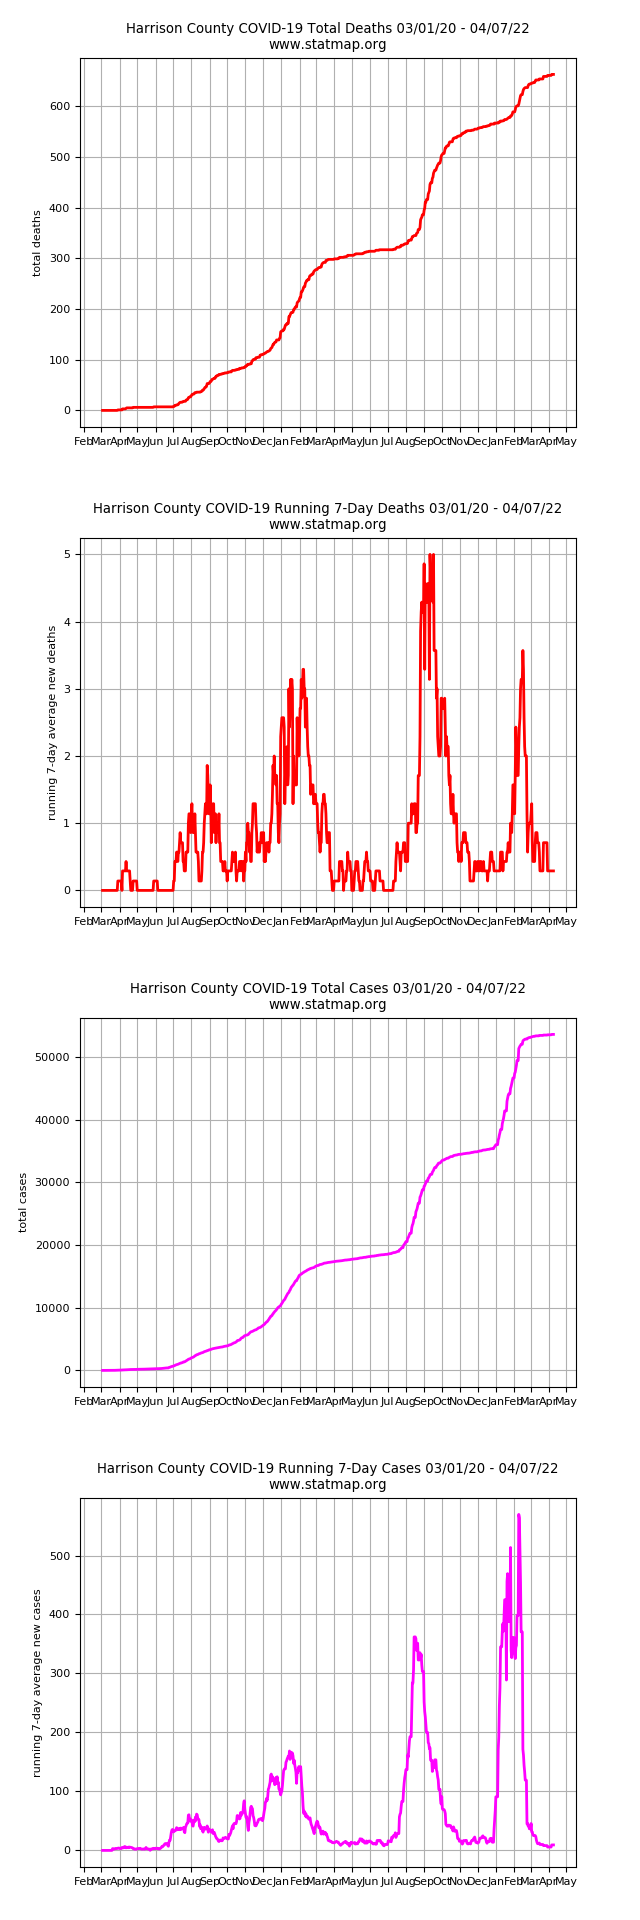 Harrison County COVID-19 Total Deaths 03/01/20 - 04/07/22
www.statmap.org
600
500
400
300
200
100
0
total deaths
Feb Mar Apr May Jun Jul Aug Sep Oct Nov Dec Jan Feb Mar Apr May Jun Jul Aug Sep Oct Nov Dec Jan Feb Mar Apr May
Harrison County COVID-19 Running 7-Day Deaths 03/01/20 - 04/07/22
www.statmap.org
5
4
3
2
1
0
running 7-day average new deaths
Feb Mar Apr May Jun Jul Aug Sep Oct Nov Dec Jan Feb Mar Apr May Jun Jul Aug Sep Oct Nov Dec Jan Feb Mar Apr May
Harrison County COVID-19 Total Cases 03/01/20 - 04/07/22
www.statmap.org
50000
40000
30000
20000
10000
0
total cases
Feb Mar Apr May Jun Jul Aug Sep Oct Nov Dec Jan Feb Mar Apr May Jun Jul Aug Sep Oct Nov Dec Jan Feb Mar Apr May
Harrison County COVID-19 Running 7-Day Cases 03/01/20 - 04/07/22
www.statmap.org
500
400
300
200
100
0
running 7-day average new cases
Feb Mar Apr May Jun Jul Aug Sep Oct Nov Dec Jan Feb Mar Apr May Jun Jul Aug Sep Oct Nov Dec Jan Feb Mar Apr May